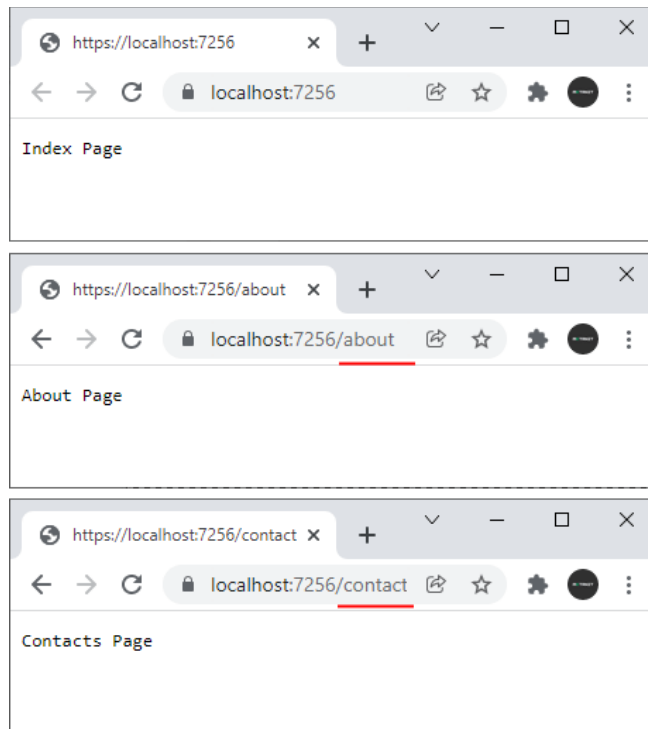 https://localhost:7256
localhost:7256
Index Page
https://localhost:7256/about
localhost:7256/about
About Page
https://localhost:7256/contact
localhost:7256/contact
Contacts Page